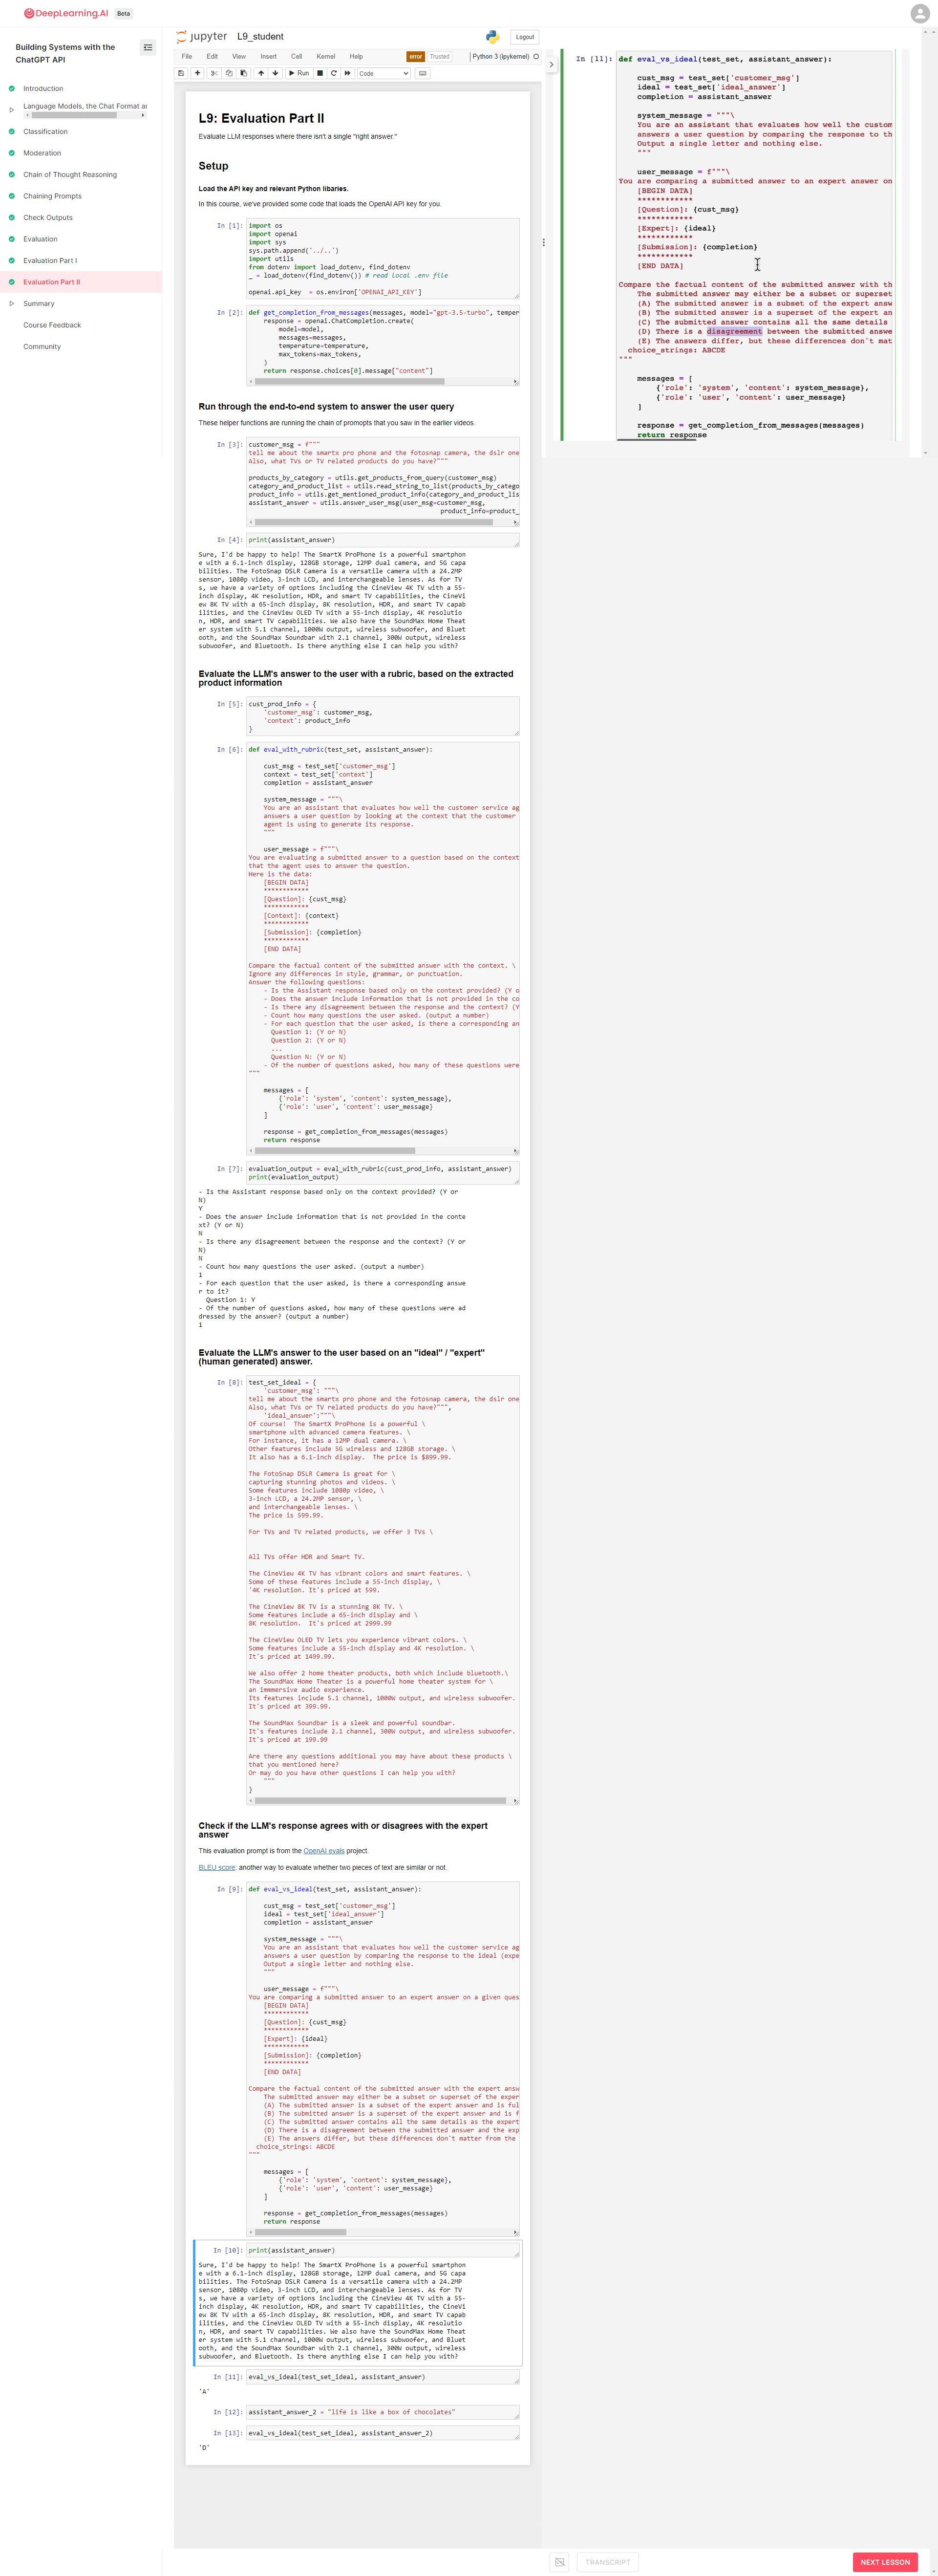 DeepLearning.AI Beta
Building Systems with the
ChatGPT API
Introduction
Language Models, the Chat Format ar
Classification
Moderation
Chain of Thought Reasoning
Chaining Prompts
Check Outputs
Evaluation
Evaluation Part I
Evaluation Part II
Summary
Course Feedback
Community
jupyter L9_student
Logout
File Edit View Insert Cell Kernel Help
error Trusted Python 3 (ipykernel)
Run Code
L9: Evaluation Part II
Evaluate LLM responses where there isn't a single "right answer."
Setup
Load the API key and relevant Python libaries.
In this course, we've provided some code that loads the OpenAI API key for you.
In [1]: import os
import openai
import sys
sys.path.append('../..')
import utils
from dotenv import load_dotenv, find_dotenv
_ = load_dotenv(find_dotenv()) # read local .env file
openai.api_key = os.environ['OPENAI_API_KEY']
In [2]: def get_completion_from_messages(messages, model="gpt-3.5-turbo", temper
response = openai.ChatCompletion.create(
model=model,
messages=messages,
temperature=temperature,
max_tokens=max_tokens,
)
return response.choices[0].message["content"]
Run through the end-to-end system to answer the user query
These helper functions are running the chain of prompts that you saw in the earlier videos.
In [3]: customer_msg = f"""
tell me about the smartx pro phone and the fotosnap camera, the dslr one
Also, what TVs or TV related products do you have?"""
products_by_category = utils.get_products_from_query(customer_msg)
category_and_product_list = utils.read_string_to_list(products_by_catego
product_info = utils.get_mentioned_product_info(category_and_product_lis
assistant_answer = utils.answer_user_msg(user_msg=customer_msg,
product_info=product_
In [4]: print(assistant_answer)
Sure, I'd be happy to help! The SmartX ProPhone is a powerful smartphon
e with a 6.1-inch display, 128GB storage, 12MP dual camera, and 5G capa
bilities. The FotoSnap DSLR Camera is a versatile camera with a 24.2MP
sensor, 1080p video, 3-inch LCD, and interchangeable lenses. As for TV
s, we have a variety of options including the CineView 4K TV with a 55-
inch display, 4K resolution, HDR, and smart TV capabilities, the CineVi
ew 8K TV with a 65-inch display, 8K resolution, HDR, and smart TV capab
ilities, and the CineView OLED TV with a 55-inch display, 4K resolutio
n, HDR, and smart TV capabilities. We also have the SoundMax Home Theat
er system with 5.1 channel, 1000W output, wireless subwoofer, and Bluet
ooth, and the SoundMax Soundbar with 2.1 channel, 300W output, wireless
subwoofer, and Bluetooth. Is there anything else I can help you with?
Evaluate the LLM's answer to the user with a rubric, based on the extracted
product information
In [5]: cust_prod_info = {
'customer_msg': customer_msg,
'context': product_info
}
In [6]: def eval_with_rubric(test_set, assistant_answer):
cust_msg = test_set['customer_msg']
context = test_set['context']
completion = assistant_answer
system_message = """\
You are an assistant that evaluates how well the customer service ag
answers a user question by looking at the context that the customer
agent is using to generate its response.
"""
user_message = f"""\
You are evaluating a submitted answer to a question based on the context
that the agent uses to answer the question.
Here is the data:
[BEGIN DATA]
************
[Question]: {cust_msg}
************
[Context]: {context}
************
[Submission]: {completion}
************
[END DATA]
Compare the factual content of the submitted answer with the context. \
Ignore any differences in style, grammar, or punctuation.
Answer the following questions:
- Is the Assistant response based only on the context provided? (Y o
- Does the answer include information that is not provided in the co
- Is there any disagreement between the response and the context? (Y
- Count how many questions the user asked. (output a number)
- For each question that the user asked, is there a corresponding an
Question 1: (Y or N)
Question 2: (Y or N)
...
Question N: (Y or N)
- Of the number of questions asked, how many of these questions were
"""
messages = [
{'role': 'system', 'content': system_message},
{'role': 'user', 'content': user_message}
]
response = get_completion_from_messages(messages)
return response
In [7]: evaluation_output = eval_with_rubric(cust_prod_info, assistant_answer)
print(evaluation_output)
- Is the Assistant response based only on the context provided? (Y or
N)
Y
- Does the answer include information that is not provided in the conte
xt? (Y or N)
N
- Is there any disagreement between the response and the context? (Y or
N)
N
- Count how many questions the user asked. (output a number)
1
- For each question that the user asked, is there a corresponding answe
r to it?
Question 1: Y
- Of the number of questions asked, how many of these questions were ad
dressed by the answer? (output a number)
1
Evaluate the LLM's answer to the user based on an "ideal" / "expert"
(human generated) answer.
In [8]: test_set_ideal = {
'customer_msg': """\
tell me about the smartx pro phone and the fotosnap camera, the dslr one
Also, what TVs or TV related products do you have?""",
'ideal_answer':"""\
Of course! The SmartX ProPhone is a powerful \
smartphone with advanced camera features. \
For instance, it has a 12MP dual camera. \
Other features include 5G wireless and 128GB storage. \
It also has a 6.1-inch display. The price is $899.99.
The FotoSnap DSLR Camera is great for \
capturing stunning photos and videos. \
Some features include 1080p video, \
3-inch LCD, a 24.2MP sensor, \
and interchangeable lenses. \
The price is 599.99.
For TVs and TV related products, we offer 3 TVs \
All TVs offer HDR and Smart TV.
The CineView 4K TV has vibrant colors and smart features. \
Some of these features include a 55-inch display, \
'4K resolution. It's priced at 599.
The CineView 8K TV is a stunning 8K TV. \
Some features include a 65-inch display and \
8K resolution. It's priced at 2999.99
The CineView OLED TV lets you experience vibrant colors. \
Some features include a 55-inch display and 4K resolution. \
It's priced at 1499.99.
We also offer 2 home theater products, both which include bluetooth.\
The SoundMax Home Theater is a powerful home theater system for \
an immmersive audio experience.
Its features include 5.1 channel, 1000W output, and wireless subwoofer.
It's priced at 399.99.
The SoundMax Soundbar is a sleek and powerful soundbar.
It's features include 2.1 channel, 300W output, and wireless subwoofer.
It's priced at 199.99
Are there any questions additional you may have about these products \
that you mentioned here?
Or may do you have other questions I can help you with?
"""
}
Check if the LLM's response agrees with or disagrees with the expert
answer
This evaluation prompt is from the OpenAI evals project.
BLEU score: another way to evaluate whether two pieces of text are similar or not.
In [9]: def eval_vs_ideal(test_set, assistant_answer):
cust_msg = test_set['customer_msg']
ideal = test_set['ideal_answer']
completion = assistant_answer
system_message = """\
You are an assistant that evaluates how well the customer service ag
answers a user question by comparing the response to the ideal (expe
Output a single letter and nothing else.
"""
user_message = f"""\
You are comparing a submitted answer to an expert answer on a given ques
[BEGIN DATA]
************
[Question]: {cust_msg}
************
[Expert]: {ideal}
************
[Submission]: {completion}
************
[END DATA]
Compare the factual content of the submitted answer with the expert answ
The submitted answer may either be a subset or superset of the exper
(A) The submitted answer is a subset of the expert answer and is ful
(B) The submitted answer is a superset of the expert answer and is f
(C) The submitted answer contains all the same details as the expert
(D) There is a disagreement between the submitted answer and the exp
(E) The answers differ, but these differences don't matter from the
choice_strings: ABCDE
"""
messages = [
{'role': 'system', 'content': system_message},
{'role': 'user', 'content': user_message}
]
response = get_completion_from_messages(messages)
return response
In [10]: print(assistant_answer)
Sure, I'd be happy to help! The SmartX ProPhone is a powerful smartphon
e with a 6.1-inch display, 128GB storage, 12MP dual camera, and 5G capa
bilities. The FotoSnap DSLR Camera is a versatile camera with a 24.2MP
sensor, 1080p video, 3-inch LCD, and interchangeable lenses. As for TV
s, we have a variety of options including the CineView 4K TV with a 55-
inch display, 4K resolution, HDR, and smart TV capabilities, the CineVi
ew 8K TV with a 65-inch display, 8K resolution, HDR, and smart TV capab
ilities, and the CineView OLED TV with a 55-inch display, 4K resolutio
n, HDR, and smart TV capabilities. We also have the SoundMax Home Theat
er system with 5.1 channel, 1000W output, wireless subwoofer, and Bluet
ooth, and the SoundMax Soundbar with 2.1 channel, 300W output, wireless
subwoofer, and Bluetooth. Is there anything else I can help you with?
In [11]: eval_vs_ideal(test_set_ideal, assistant_answer)
'A'
In [12]: assistant_answer_2 = "life is like a box of chocolates"
In [13]: eval_vs_ideal(test_set_ideal, assistant_answer_2)
'D'
In [11]: def eval_vs_ideal(test_set, assistant_answer):
cust_msg = test_set['customer_msg']
ideal = test_set['ideal_answer']
completion = assistant_answer
system_message = """\
You are an assistant that evaluates how well the custom
answers a user question by comparing the response to th
Output a single letter and nothing else.
"""
user_message = f"""\
You are comparing a submitted answer to an expert answer on
[BEGIN DATA]
************
[Question]: {cust_msg}
************
[Expert]: {ideal}
************
[Submission]: {completion}
************
[END DATA]
Compare the factual content of the submitted answer with th
The submitted answer may either be a subset or superset
(A) The submitted answer is a subset of the expert answ
(B) The submitted answer is a superset of the expert an
(C) The submitted answer contains all the same details
(D) There is a disagreement between the submitted answe
(E) The answers differ, but these differences don't mat
choice_strings: ABCDE
"""
messages = [
{'role': 'system', 'content': system_message},
{'role': 'user', 'content': user_message}
]
response = get_completion_from_messages(messages)
return response
TRANSCRIPT
NEXT LESSON